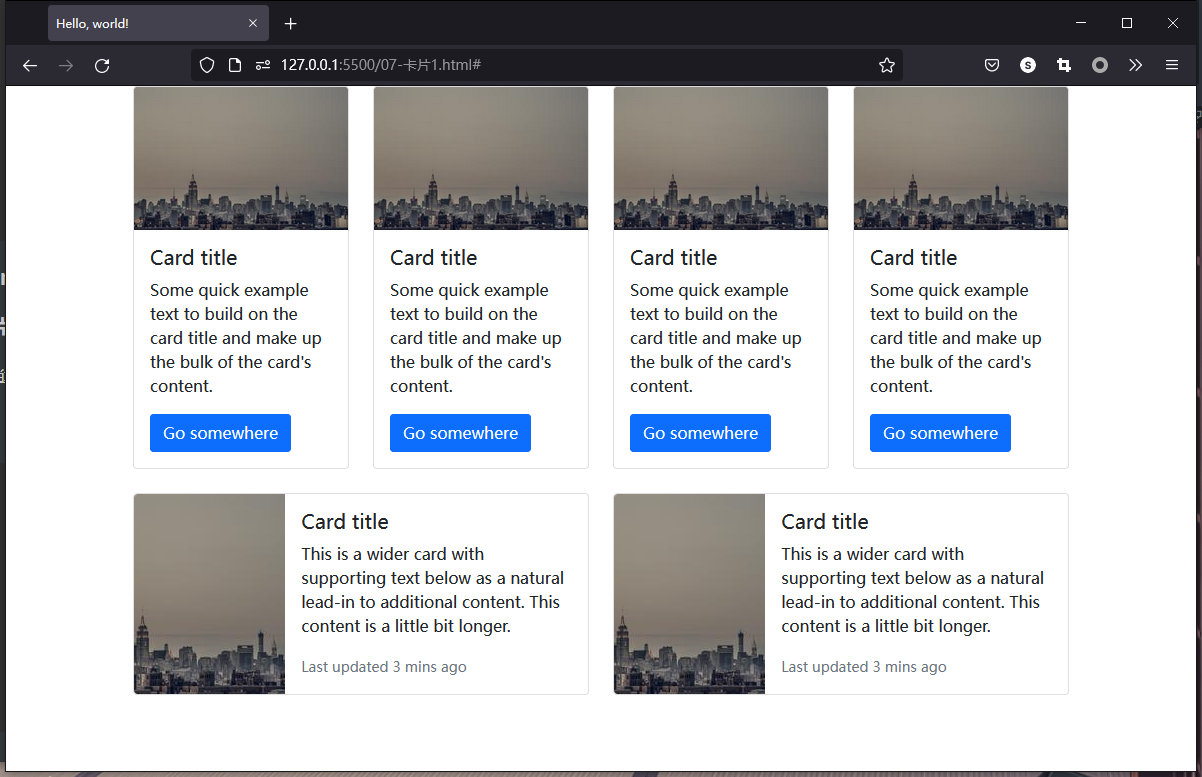 Hello, world!
127.0.0.1:5500/07-卡片1.html#
S
Card title
Some quick example
text to build on the
card title and make up
the bulk of the card's
content.
Go somewhere
Card title
Some quick example
text to build on the
card title and make up
the bulk of the card's
content.
Go somewhere
Card title
Some quick example
text to build on the
card title and make up
the bulk of the card's
content.
Go somewhere
Card title
Some quick example
text to build on the
card title and make up
the bulk of the card's
content.
Go somewhere
Card title
This is a wider card with
supporting text below as a natural
lead-in to additional content. This
content is a little bit longer.
Last updated 3 mins ago
Card title
This is a wider card with
supporting text below as a natural
lead-in to additional content. This
content is a little bit longer.
Last updated 3 mins ago